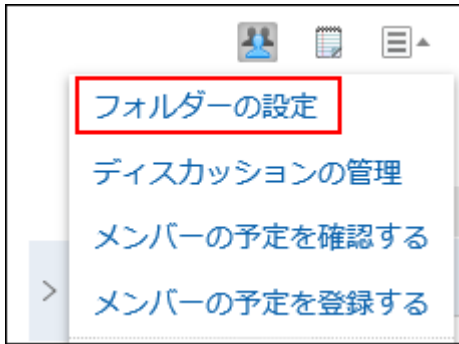 フォルダーの設定
ディスカッションの管理
メンバーの予定を確認する
メンバーの予定を登録する